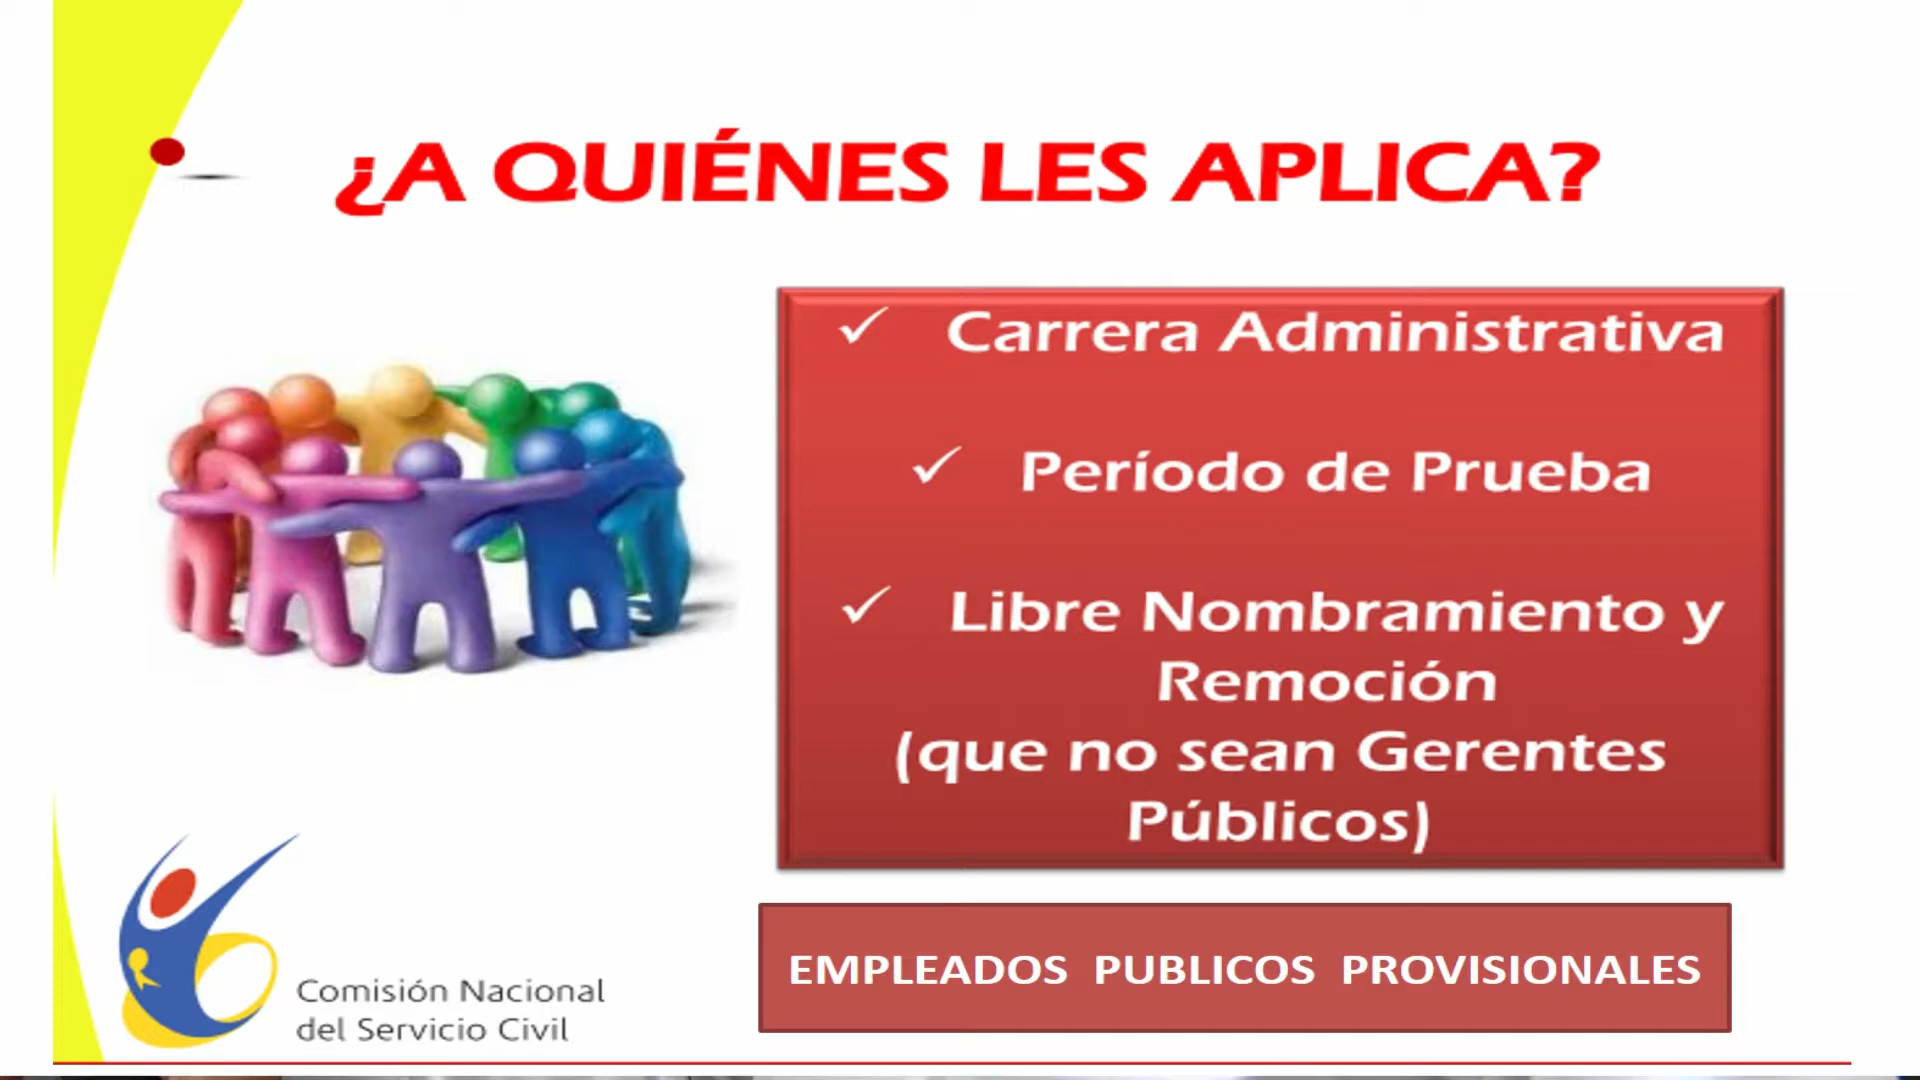 ¿A QUIÉNES LES APLICA?
✓ Carrera Administrativa
✓ Período de Prueba
✓ Libre Nombramiento y
Remoción
(que no sean Gerentes
Públicos)
EMPLEADOS PUBLICOS PROVISIONALES
Comisión Nacional
del Servicio Civil